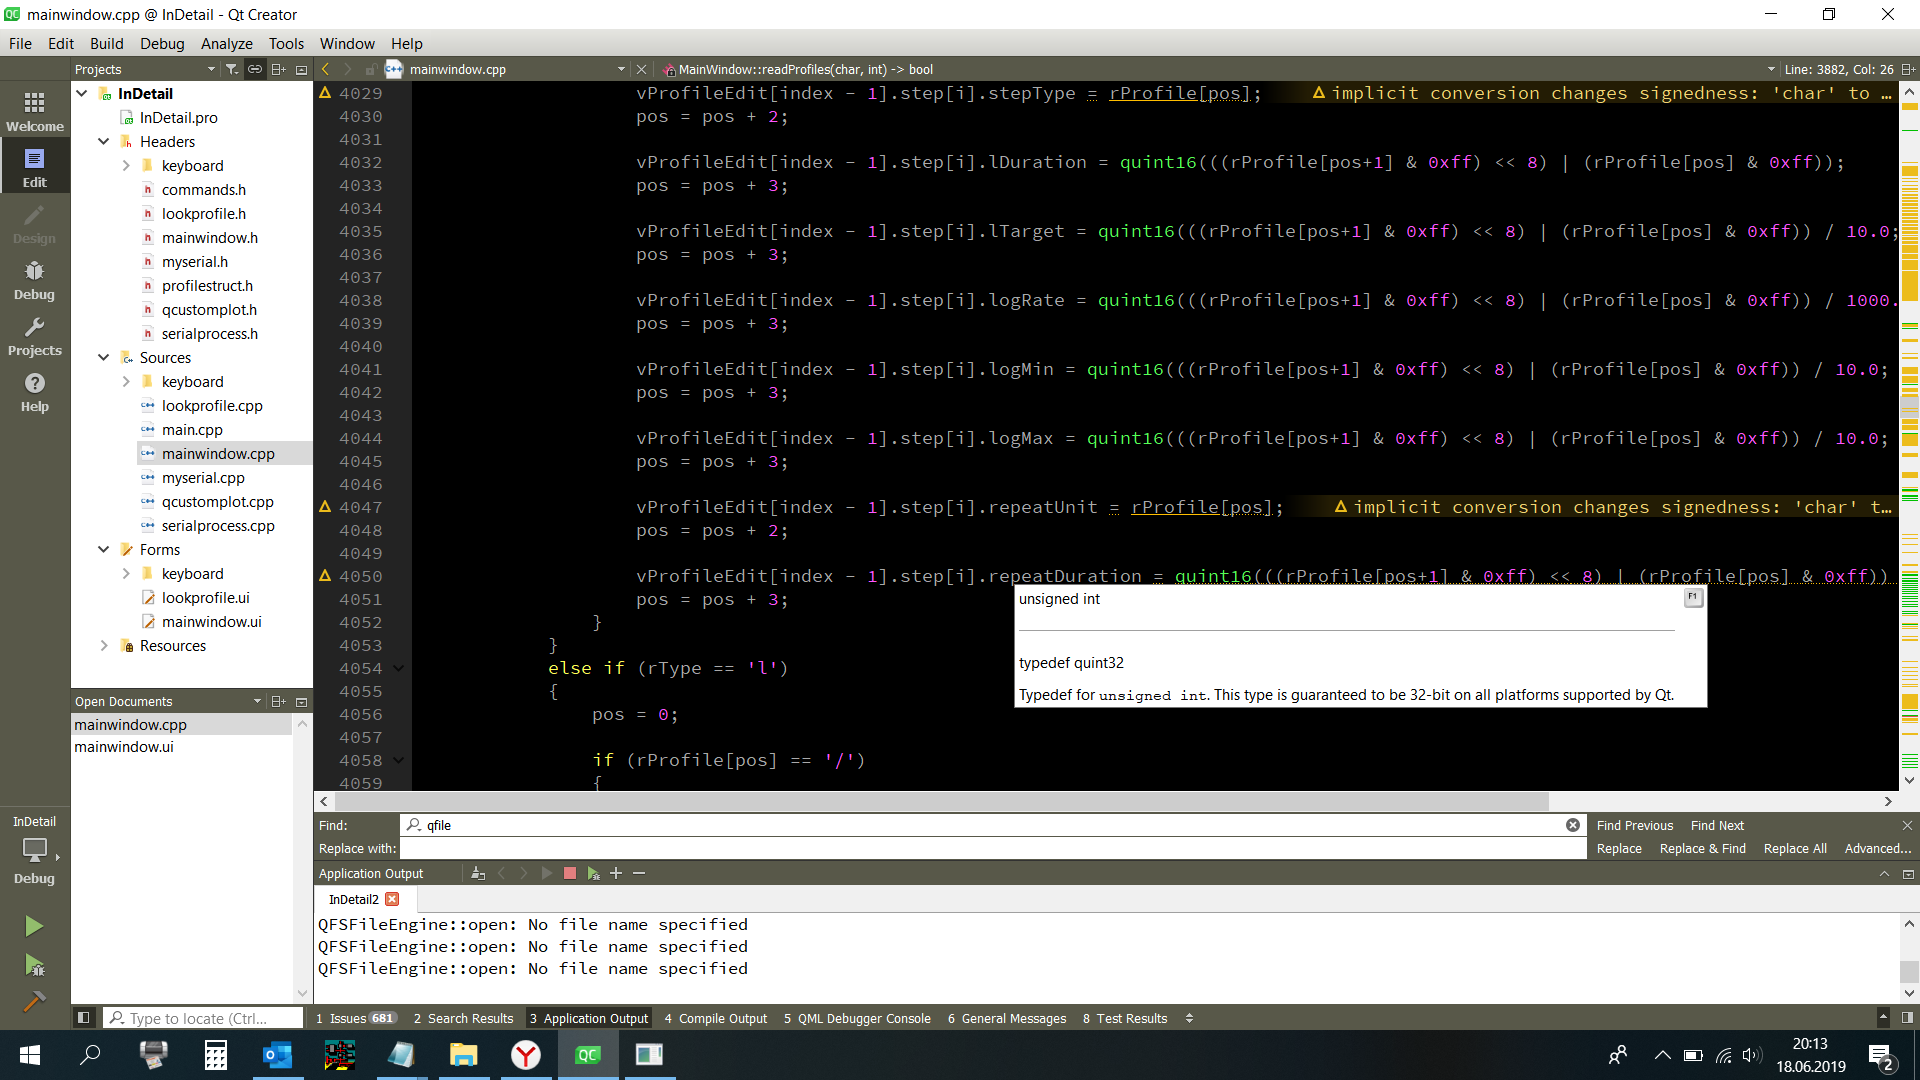 mainwindow.cpp @ InDetail - Qt Creator
File Edit Build Debug Analyze Tools Window Help
Projects
mainwindow.cpp
MainWindow::readProfiles(char, int) -> bool
Line: 3882, Col: 26
Welcome
Edit
Design
Debug
Projects
Help
InDetail
Debug
InDetail
InDetail.pro
Headers
keyboard
commands.h
lookprofile.h
mainwindow.h
myserial.h
profilestruct.h
qcustomplot.h
serialprocess.h
Sources
keyboard
lookprofile.cpp
main.cpp
mainwindow.cpp
myserial.cpp
qcustomplot.cpp
serialprocess.cpp
Forms
keyboard
lookprofile.ui
mainwindow.ui
Resources
Open Documents
mainwindow.cpp
mainwindow.ui
4029 vProfileEdit[index - 1].step[i].stepType = rProfile[pos]; implicit conversion changes signedness: 'char' to …
4030 pos = pos + 2;
4031
4032 vProfileEdit[index - 1].step[i].lDuration = quint16(((rProfile[pos+1] & 0xff) << 8) | (rProfile[pos] & 0xff));
4033 pos = pos + 3;
4034
4035 vProfileEdit[index - 1].step[i].lTarget = quint16(((rProfile[pos+1] & 0xff) << 8) | (rProfile[pos] & 0xff)) / 10.0;
4036 pos = pos + 3;
4037
4038 vProfileEdit[index - 1].step[i].logRate = quint16(((rProfile[pos+1] & 0xff) << 8) | (rProfile[pos] & 0xff)) / 1000.
4039 pos = pos + 3;
4040
4041 vProfileEdit[index - 1].step[i].logMin = quint16(((rProfile[pos+1] & 0xff) << 8) | (rProfile[pos] & 0xff)) / 10.0;
4042 pos = pos + 3;
4043
4044 vProfileEdit[index - 1].step[i].logMax = quint16(((rProfile[pos+1] & 0xff) << 8) | (rProfile[pos] & 0xff)) / 10.0;
4045 pos = pos + 3;
4046
4047 vProfileEdit[index - 1].step[i].repeatUnit = rProfile[pos]; implicit conversion changes signedness: 'char' t…
4048 pos = pos + 2;
4049
4050 vProfileEdit[index - 1].step[i].repeatDuration = quint16(((rProfile[pos+1] & 0xff) << 8) | (rProfile[pos] & 0xff))
4051 pos = pos + 3;
4052 }
4053 }
4054 else if (rType == 'l')
4055 {
4056 pos = 0;
4057
4058 if (rProfile[pos] == '/')
4059 {
unsigned int
F1
typedef quint32
Typedef for unsigned int. This type is guaranteed to be 32-bit on all platforms supported by Qt.
Find: qfile Find Previous Find Next
Replace with: Replace Replace & Find Replace All Advanced...
Application Output
InDetail2
QFSFileEngine::open: No file name specified
QFSFileEngine::open: No file name specified
QFSFileEngine::open: No file name specified
Type to locate (Ctrl... 1 Issues 681 2 Search Results 3 Application Output 4 Compile Output 5 QML Debugger Console 6 General Messages 8 Test Results
20:13
18.06.2019
2